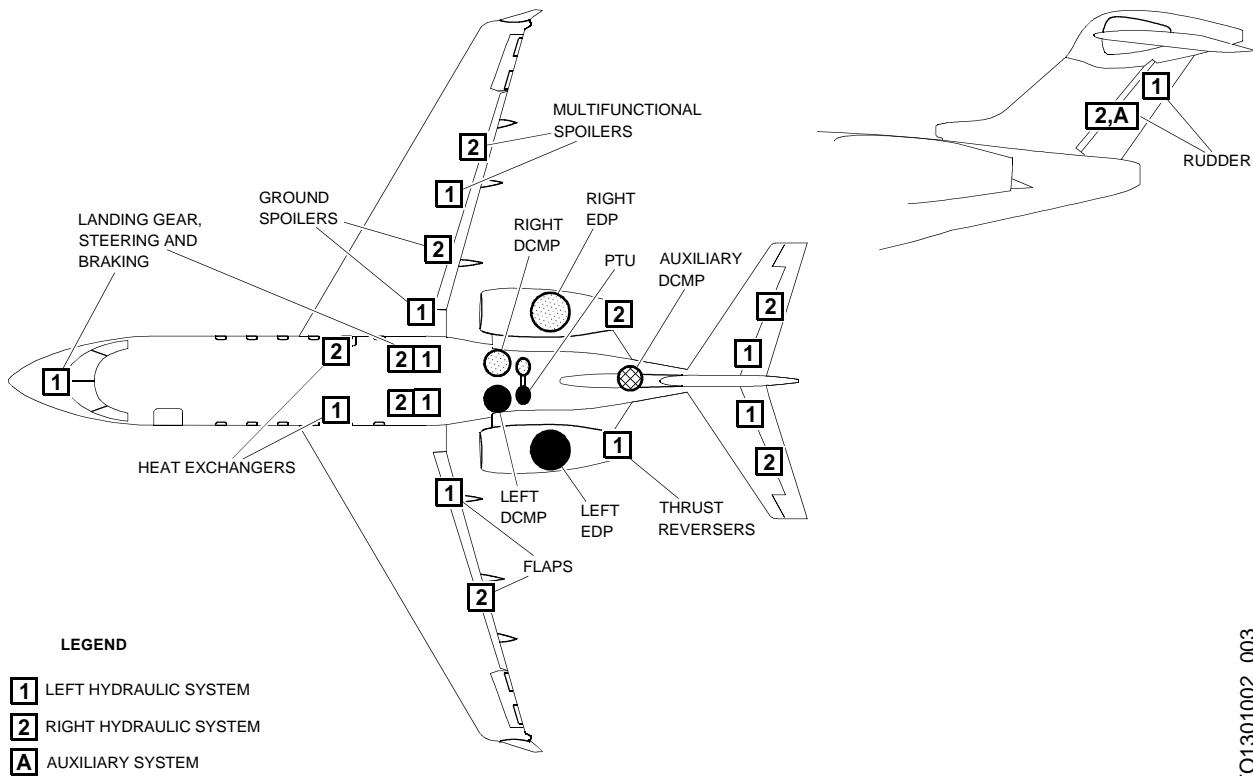 MULTIFUNCTIONAL
SPOILERS
2
1
GROUND
SPOILERS
2
1
LANDING GEAR,
STEERING AND
BRAKING
RIGHT
DCMP
RIGHT
EDP
PTU
AUXILIARY
DCMP
1
2,A
RUDDER
2
2
2
1
2
1
1
1
2
1
1
1
2
2
HEAT EXCHANGERS
1
LEFT
DCMP
LEFT
EDP
THRUST
REVERSERS
FLAPS
2
LEGEND
1 LEFT HYDRAULIC SYSTEM
2 RIGHT HYDRAULIC SYSTEM
A AUXILIARY SYSTEM